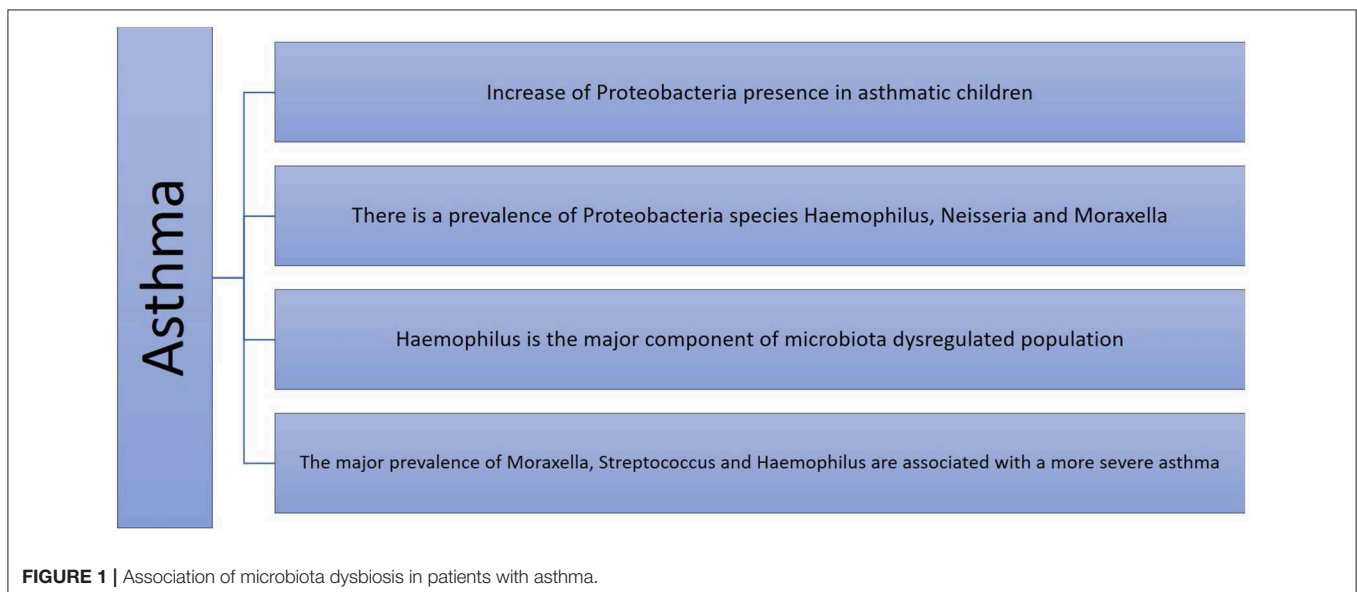 Asthma
Increase of Proteobacteria presence in asthmatic children
There is a prevalence of Proteobacteria species Haemophilus, Neisseria and Moraxella
Haemophilus is the major component of microbiota dysregulated population
The major prevalence of Moraxella, Streptococcus and Haemophilus are associated with a more severe asthma
FIGURE 1 | Association of microbiota dysbiosis in patients with asthma.